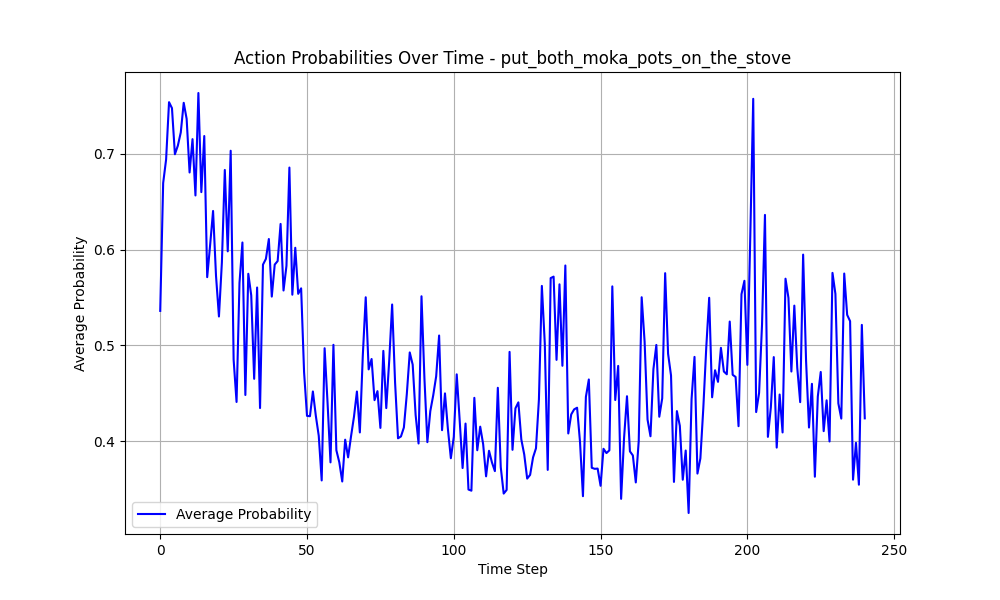 Action Probabilities Over Time - put_both_moka_pots_on_the_stove
Average Probability
0.7
0.6
0.5
0.4
Average Probability
0
50
100
150
200
250
Time Step